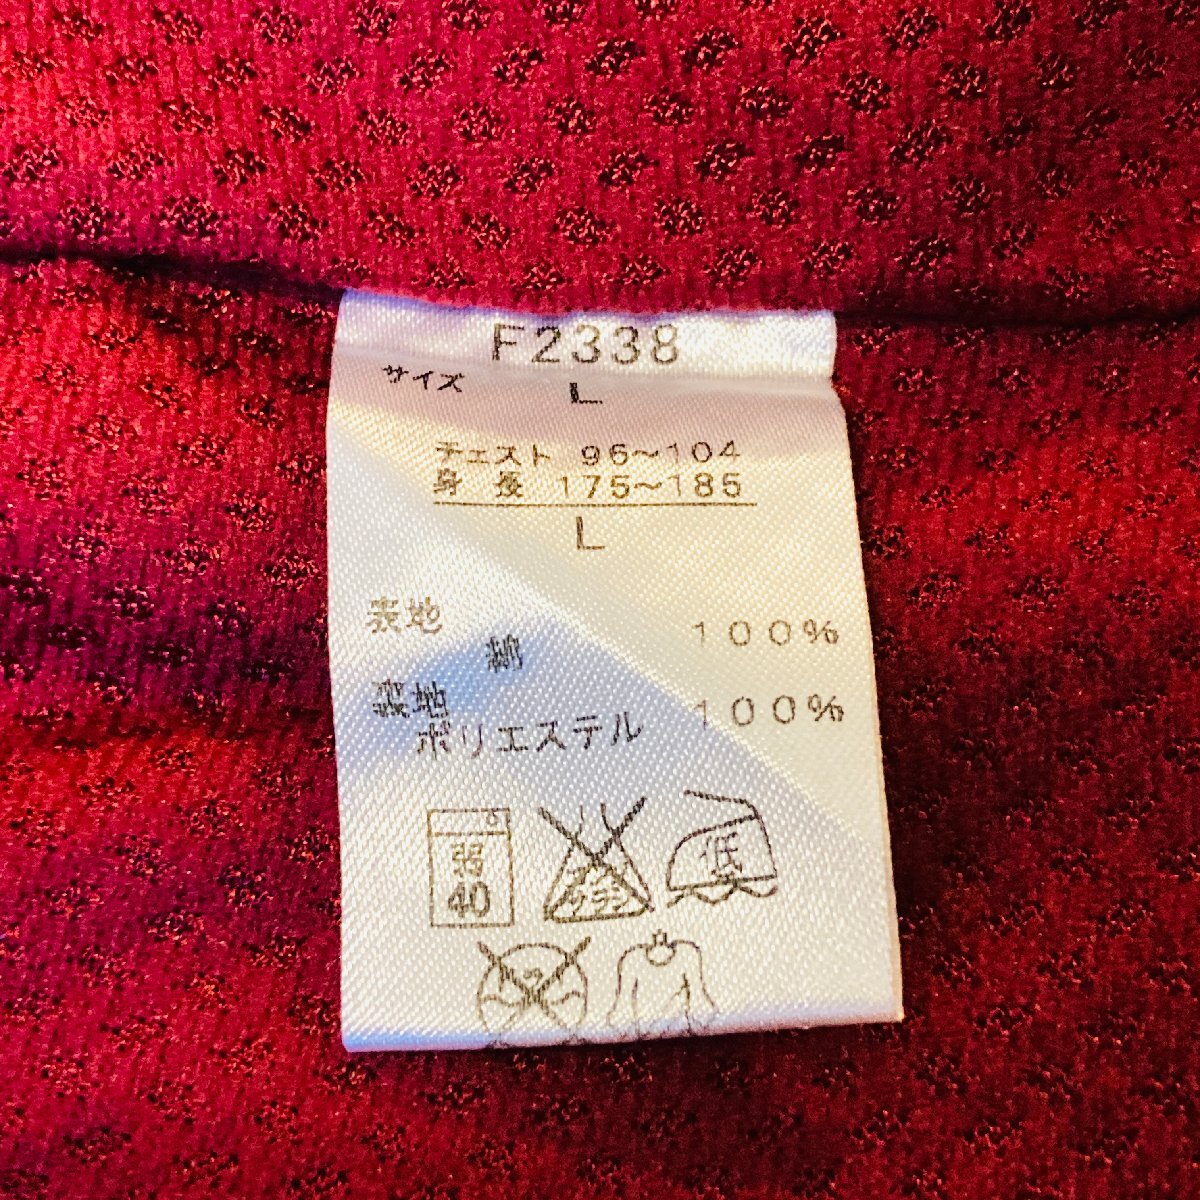 F2338
サイズ L
チェスト 96~104
身長 175~185
L
表地
綿 100%
裏地
ポリエステル 100%
弱 40
低